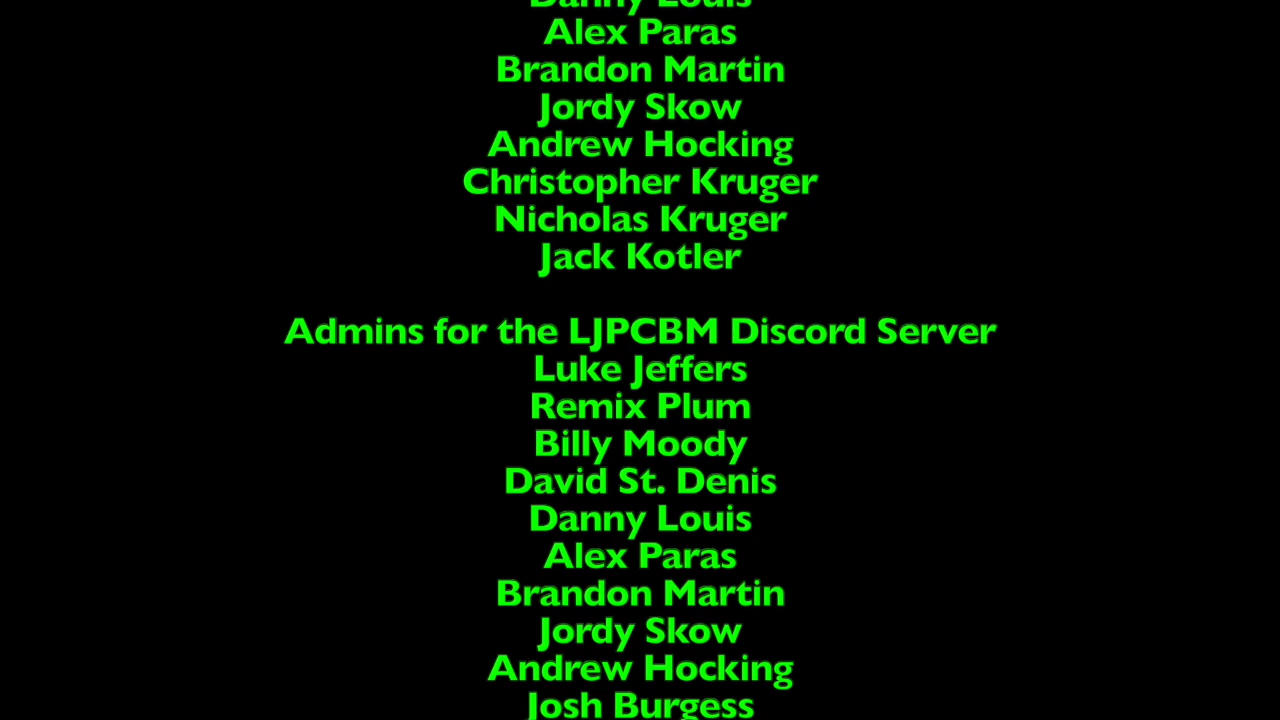 Danny Louis
Alex Paras
Brandon Martin
Jordy Skow
Andrew Hocking
Christopher Kruger
Nicholas Kruger
Jack Kotler
Admins for the LJPCBM Discord Server
Luke Jeffers
Remix Plum
Billy Moody
David St. Denis
Danny Louis
Alex Paras
Brandon Martin
Jordy Skow
Andrew Hocking
Josh Burgess